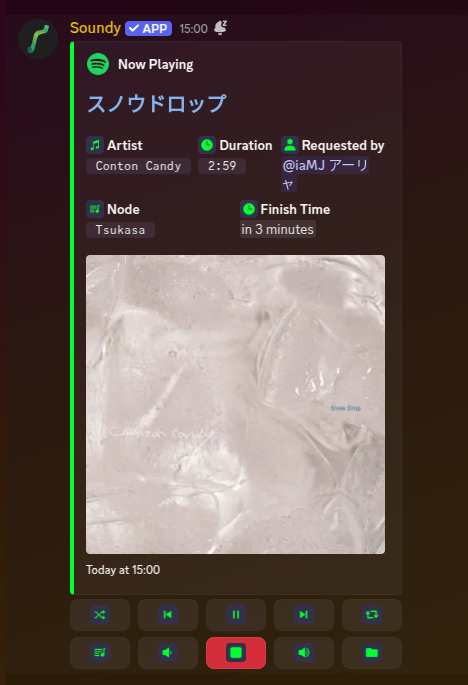 Soundy ✓ APP 15:00
Now Playing
スノウドロップ
Artist Duration Requested by
Conton Candy 2:59 @iaMJ アーリ
ャ
Node Finish Time
Tsukasa in 3 minutes
Snow Drop
Conton Candy
Today at 15:00